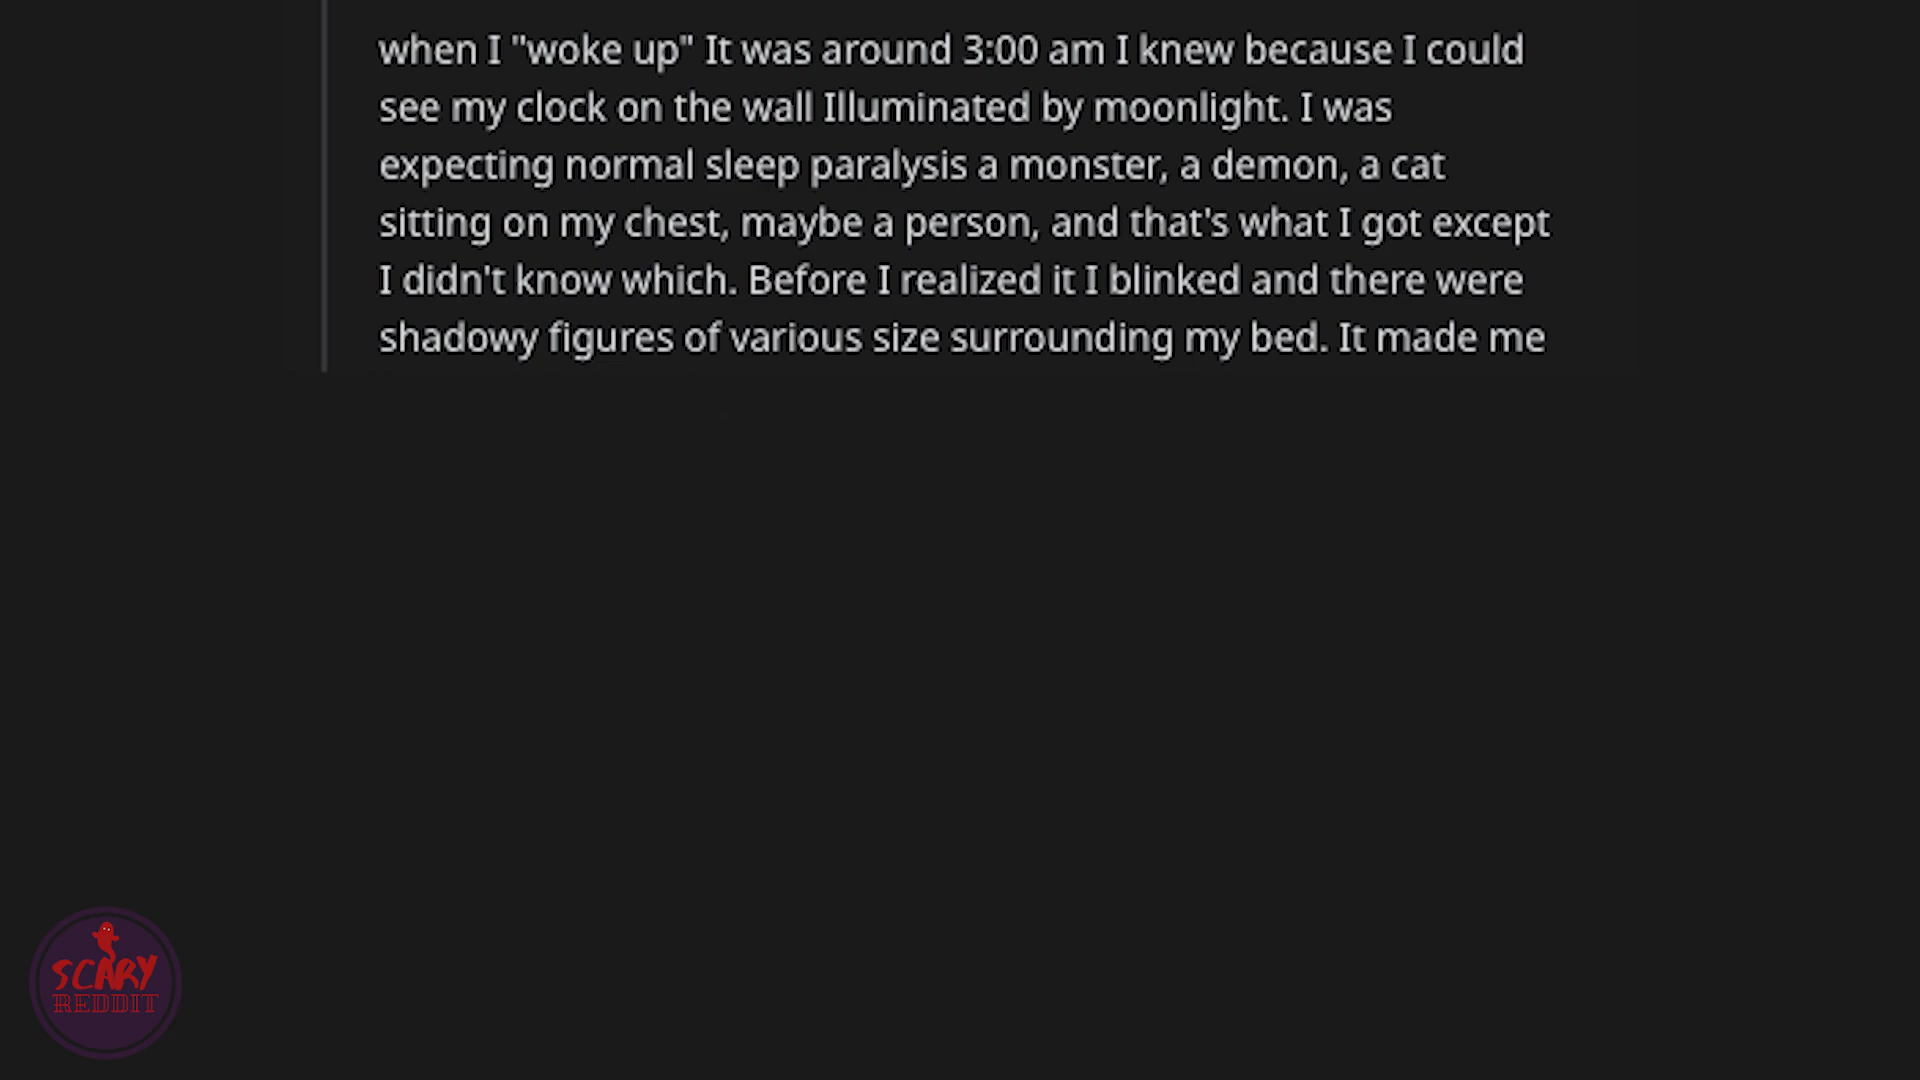 when I "woke up" It was around 3:00 am I knew because I could
see my clock on the wall Illuminated by moonlight. I was
expecting normal sleep paralysis a monster, a demon, a cat
sitting on my chest, maybe a person, and that's what I got except
I didn't know which. Before I realized it I blinked and there were
shadowy figures of various size surrounding my bed. It made me
SCARY
REDDIT